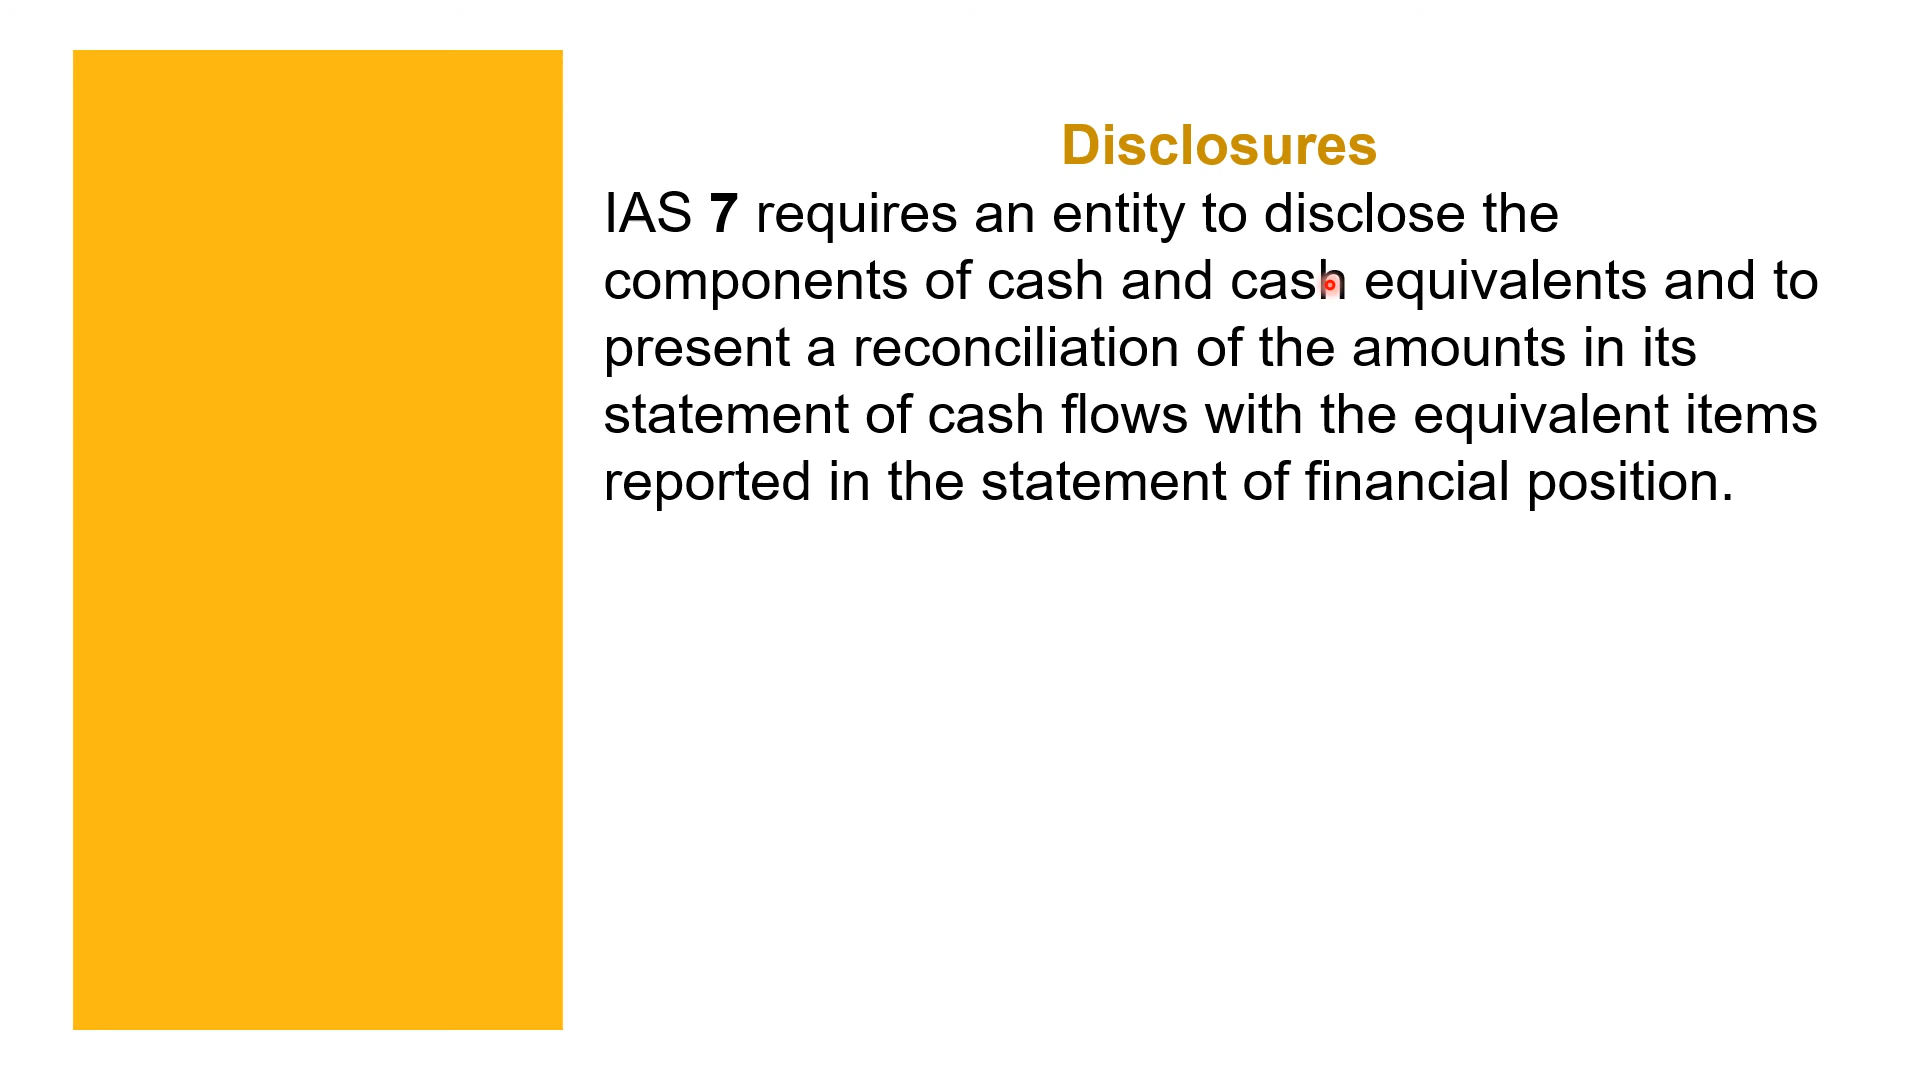 Disclosures
IAS 7 requires an entity to disclose the
components of cash and cash equivalents and to
present a reconciliation of the amounts in its
statement of cash flows with the equivalent items
reported in the statement of financial position.